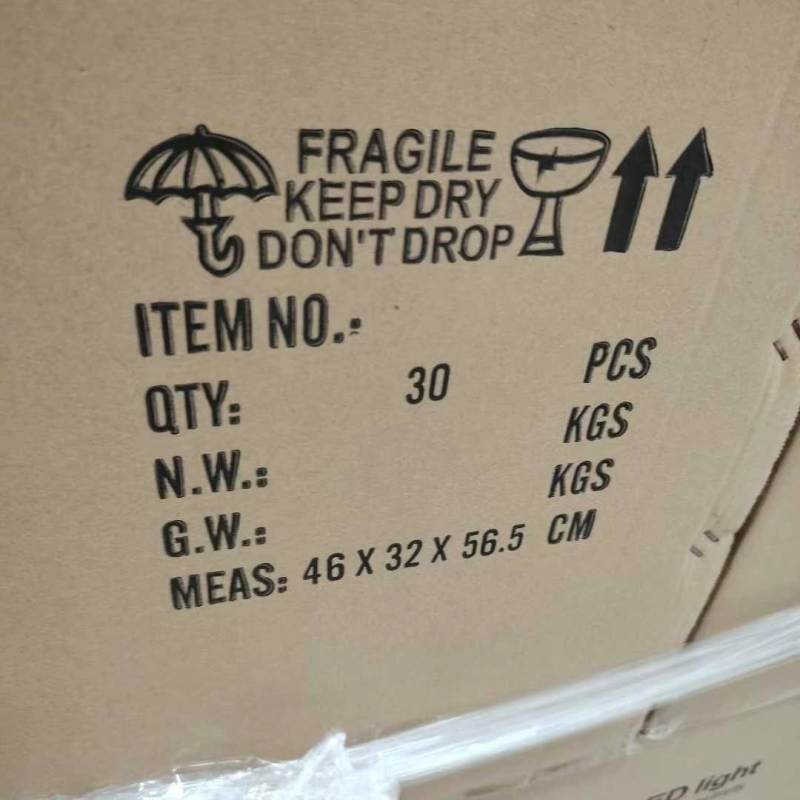 FRAGILE
KEEP DRY
DON'T DROP
ITEM NO.:
QTY: 30 PCS
N.W.: KGS
G.W.: KGS
MEAS: 46 X 32 X 56.5 CM
light